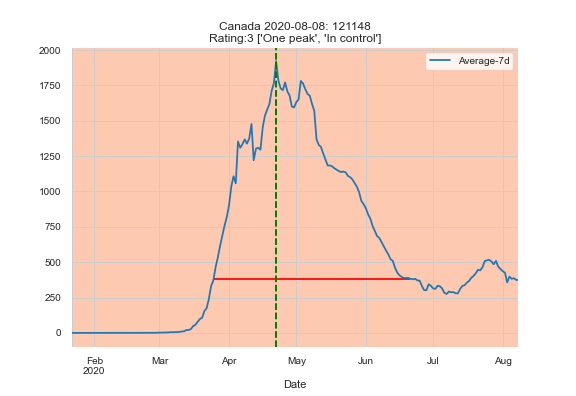 Canada 2020-08-08: 121148
Rating:3 ['One peak', 'In control']
Average-7d
2000
1750
1500
1250
1000
750
500
250
0
Feb Mar Apr May Jun Jul Aug
2020
Date